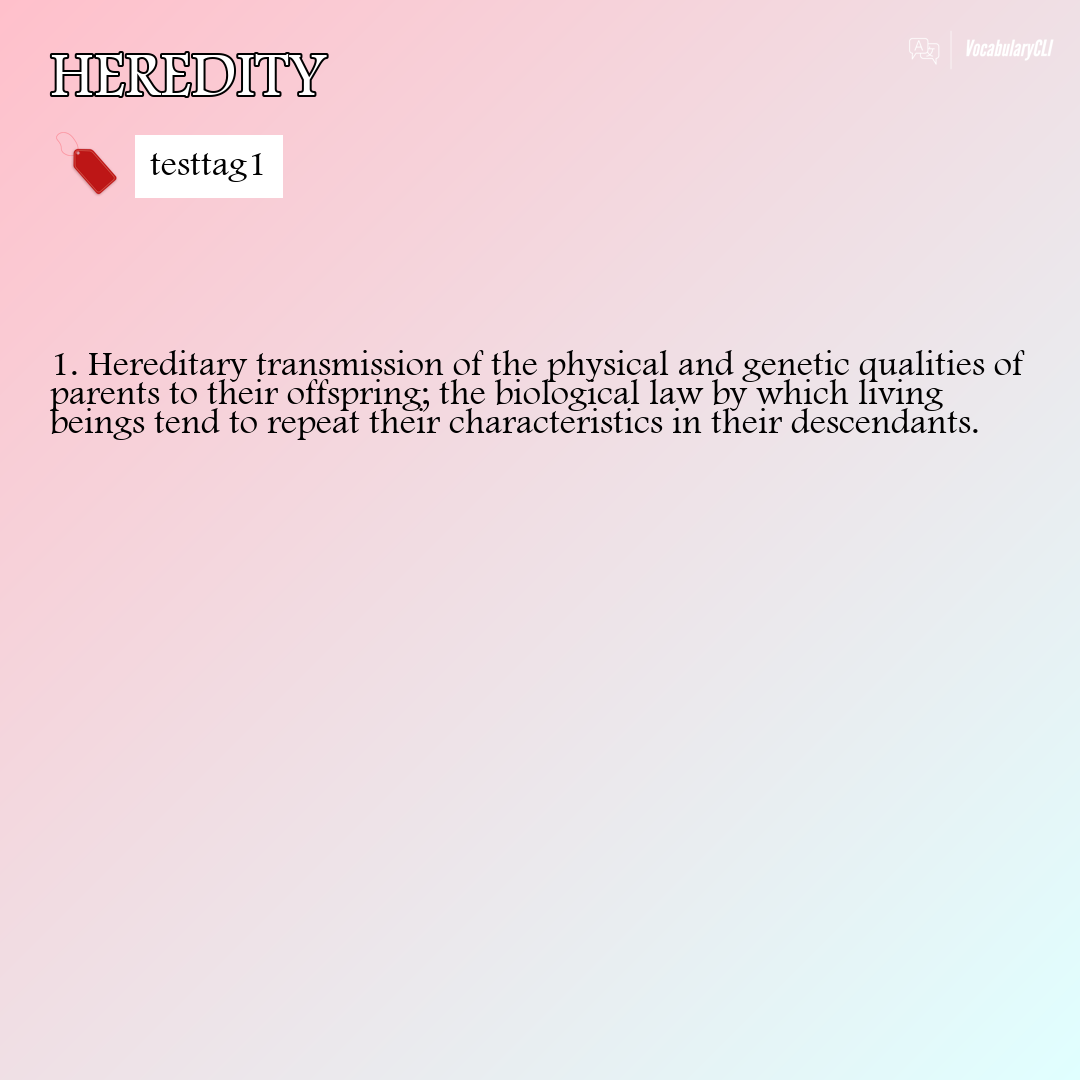 HEREDITY
VocabularyCLI
testtag1
1. Hereditary transmission of the physical and genetic qualities of
parents to their offspring; the biological law by which living
beings tend to repeat their characteristics in their descendants.